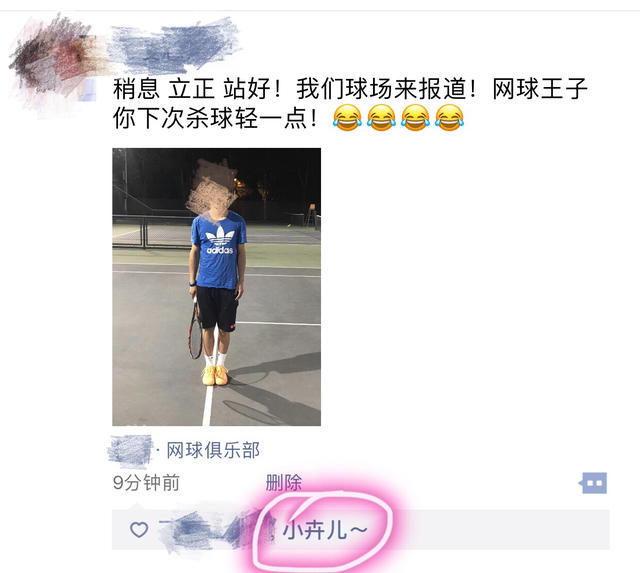 稍息 立正 站好！我们球场来报道！网球王子
你下次杀球轻一点！😂😂😂😂
adidas
· 网球俱乐部
9分钟前 删除
, 小卉儿～